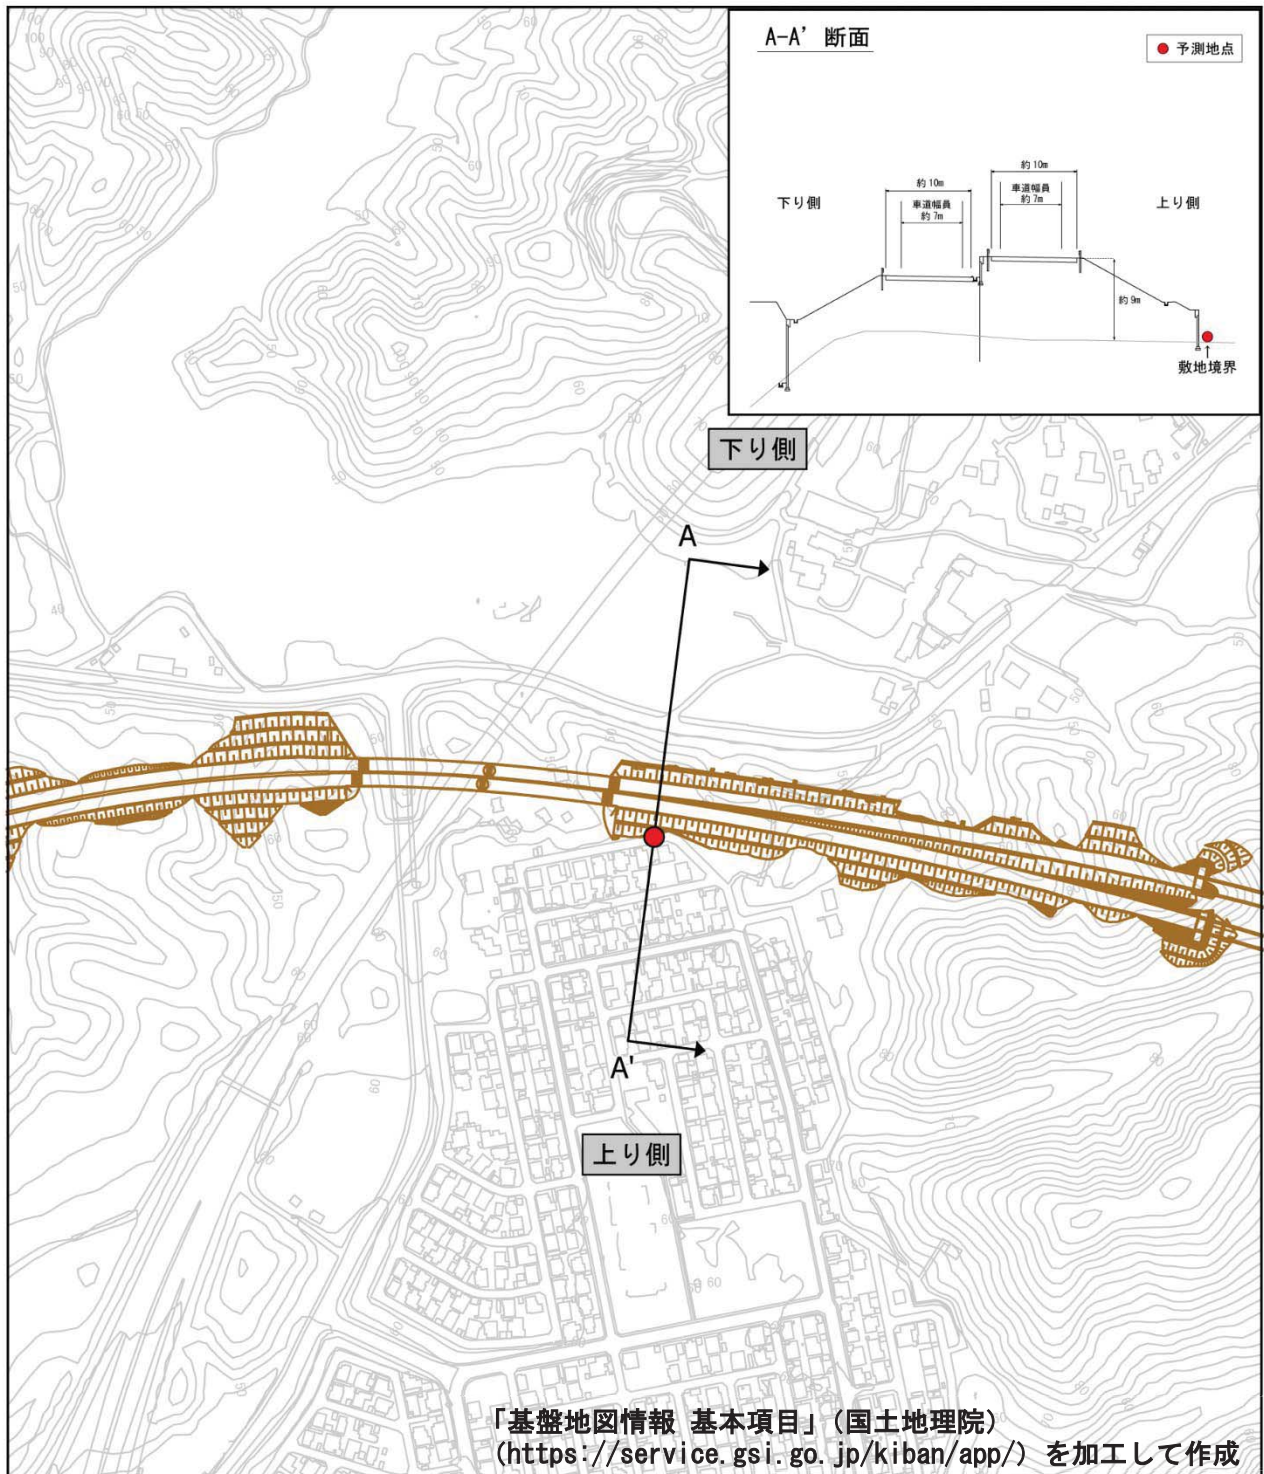 A-A' 断面
予測地点
約10m
約10m
車道幅員
約7m
車道幅員
約7m
下り側
上り側
約9m
敷地境界
下り側
A
A'
上り側
「基盤地図情報 基本項目」(国土地理院)
(https://service.gsi.go.jp/kiban/app/) を加工して作成